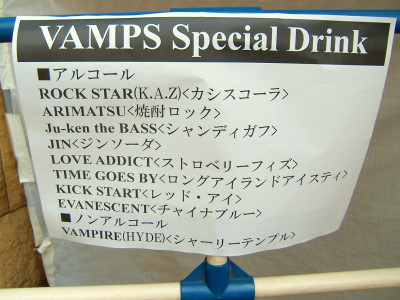 VAMPS Special Drink
■アルコール
ROCK STAR(K.A.Z)<カシスコーラ>
ARIMATSU<焼酎ロック>
Ju-ken the BASS<シャンディガフ>
JIN<ジンソーダ>
LOVE ADDICT<ストロベリーフィズ>
TIME GOES BY<ロングアイランドアイスティ>
KICK START<レッド・アイ>
EVANESCENT<チャイナブルー>
■ノンアルコール
VAMPIRE(HYDE)<シャーリーテンプル>